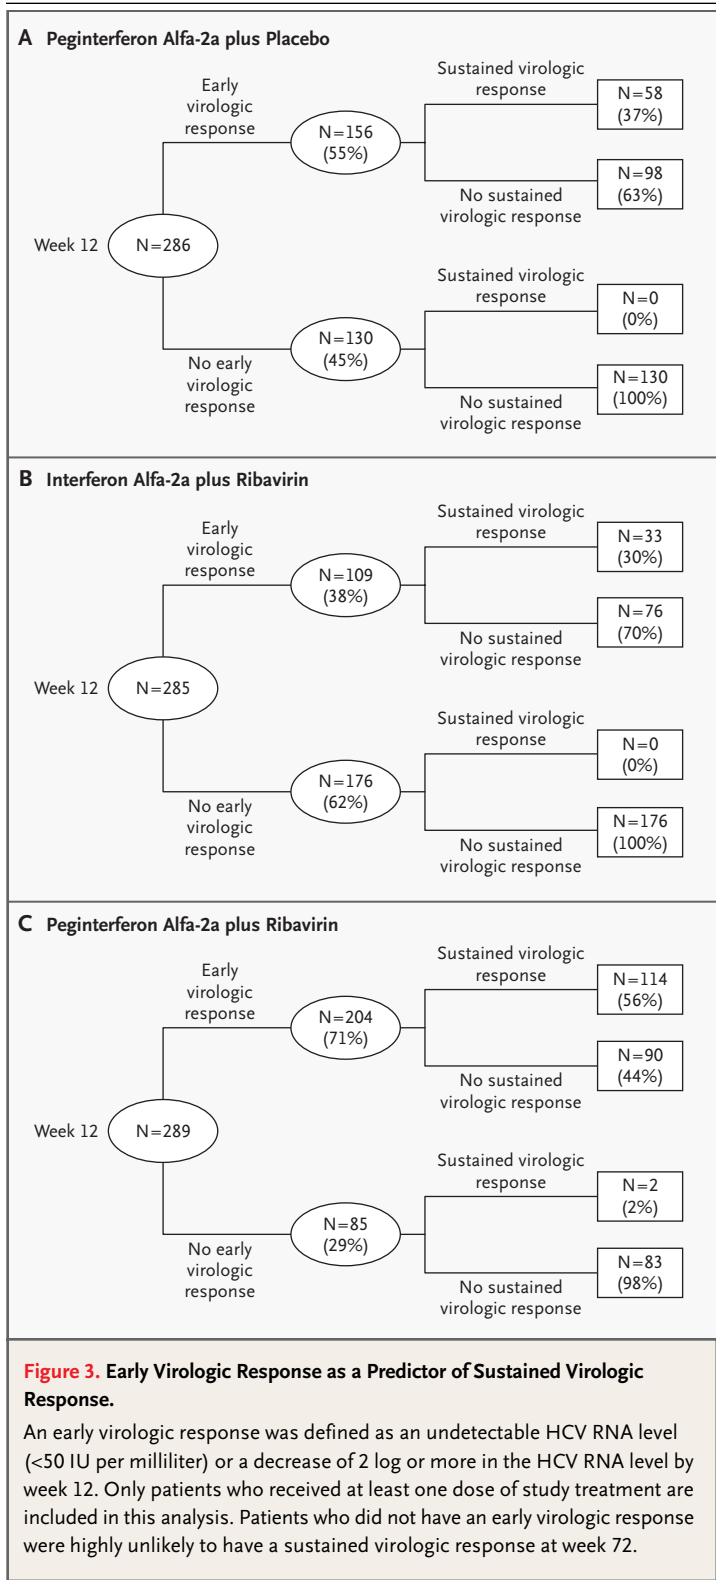 A Peginterferon Alfa-2a plus Placebo
Early
virologic
response
Sustained virologic
response
N=58
(37%)
N=156
(55%)
N=98
(63%)
No sustained
virologic response
Week 12
N=286
Sustained virologic
response
N=0
(0%)
N=130
(45%)
No early
virologic
response
N=130
(100%)
No sustained
virologic response
B Interferon Alfa-2a plus Ribavirin
Early
virologic
response
Sustained virologic
response
N=33
(30%)
N=109
(38%)
N=76
(70%)
No sustained
virologic response
Week 12
N=285
Sustained virologic
response
N=0
(0%)
N=176
(62%)
No early
virologic
response
N=176
(100%)
No sustained
virologic response
C Peginterferon Alfa-2a plus Ribavirin
Early
virologic
response
Sustained virologic
response
N=114
(56%)
N=204
(71%)
N=90
(44%)
No sustained
virologic response
Week 12
N=289
Sustained virologic
response
N=2
(2%)
N=85
(29%)
No early
virologic
response
N=83
(98%)
No sustained
virologic response
Figure 3. Early Virologic Response as a Predictor of Sustained Virologic
Response.
An early virologic response was defined as an undetectable HCV RNA level
(<50 IU per milliliter) or a decrease of 2 log or more in the HCV RNA level by
week 12. Only patients who received at least one dose of study treatment are
included in this analysis. Patients who did not have an early virologic response
were highly unlikely to have a sustained virologic response at week 72.